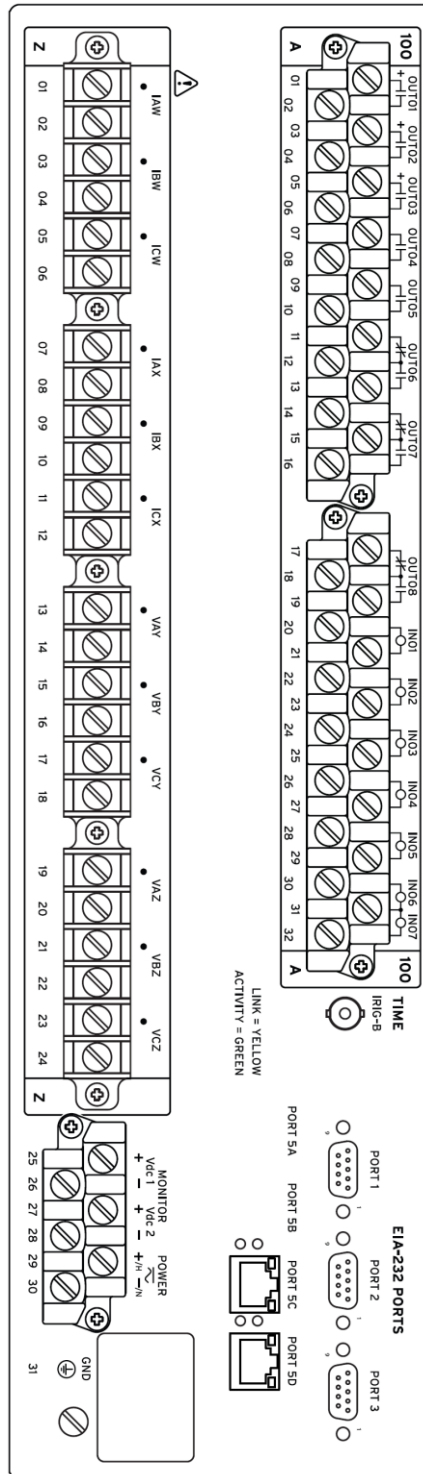 100 + OUT01 + OUT02 + OUT03 OUT04 OUT05 OUT06 OUT07 OUT08 IN01 IN02 IN03 IN04 IN05 IN06 IN07 100
A 01 02 03 04 05 06 07 08 09 10 11 12 13 14 15 16 17 18 19 20 21 22 23 24 25 26 27 28 29 30 31 32 A
TIME
IRIG-B
EIA-232 PORTS
PORT 1 PORT 2 PORT 3
1 1 1
LINK = YELLOW
ACTIVITY = GREEN
PORT 5A PORT 5B PORT 5C PORT 5D
IAW IBW ICW IAX IBX ICX VAY VBY VCY VAZ VBZ VCZ
Z 01 02 03 04 05 06 07 08 09 10 11 12 13 14 15 16 17 18 19 20 21 22 23 24 Z
MONITOR POWER
Vdc 1 Vdc 2
+ − + − +/H −/N
25 26 27 28 29 30
GND
31